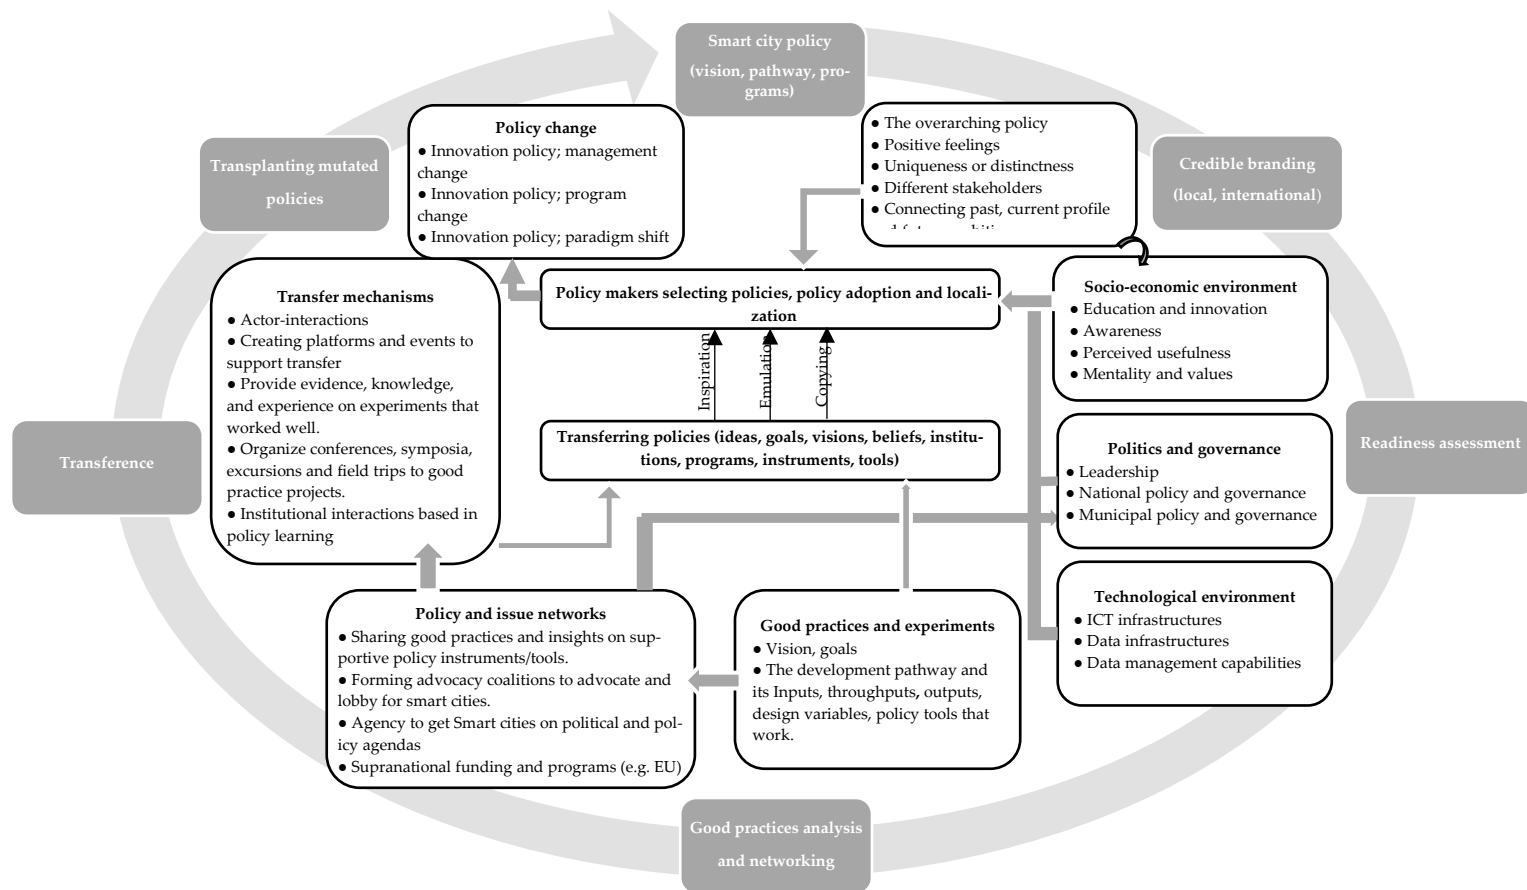 Smart city policy
(vision, pathway, pro-
grams)
Policy change
● Innovation policy; management
change
● Innovation policy; program
change
● Innovation policy; paradigm shift
● The overarching policy
● Positive feelings
● Uniqueness or distinctness
● Different stakeholders
● Connecting past, current profile
Credible branding
(local, international)
Transplanting mutated
policies
Transfer mechanisms
● Actor-interactions
● Creating platforms and events to
support transfer
● Provide evidence, knowledge,
and experience on experiments that
worked well.
● Organize conferences, symposia,
excursions and field trips to good
practice projects.
● Institutional interactions based in
policy learning
Policy makers selecting policies, policy adoption and locali-
zation
Inspiration
Emulation
Copying
Transferring policies (ideas, goals, visions, beliefs, institu-
tions, programs, instruments, tools)
Socio-economic environment
● Education and innovation
● Awareness
● Perceived usefulness
● Mentality and values
Politics and governance
● Leadership
● National policy and governance
● Municipal policy and governance
Readiness assessment
Transference
Technological environment
● ICT infrastructures
● Data infrastructures
● Data management capabilities
Policy and issue networks
● Sharing good practices and insights on sup-
portive policy instruments/tools.
● Forming advocacy coalitions to advocate and
lobby for smart cities.
● Agency to get Smart cities on political and pol-
icy agendas
● Supranational funding and programs (e.g. EU)
Good practices and experiments
● Vision, goals
● The development pathway and
its Inputs, throughputs, outputs,
design variables, policy tools that
work.
Good practices analysis
and networking